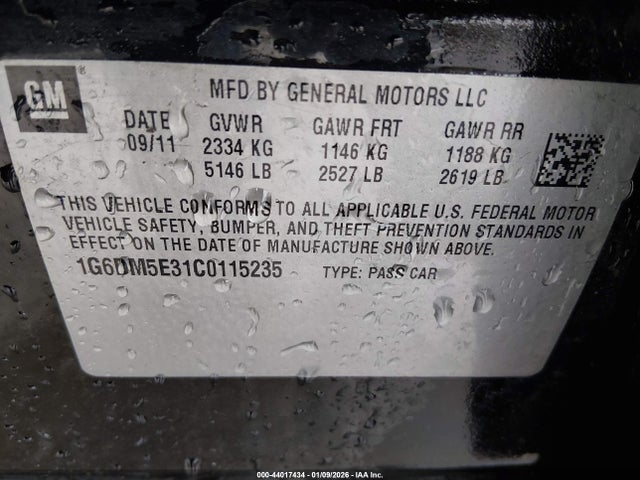 GM
MFD BY GENERAL MOTORS LLC
DATE GVWR GAWR FRT GAWR RR
09/11 2334 KG 1146 KG 1188 KG
5146 LB 2527 LB 2619 LB
THIS VEHICLE CONFORMS TO ALL APPLICABLE U.S. FEDERAL MOTOR
VEHICLE SAFETY, BUMPER, AND THEFT PREVENTION STANDARDS IN
EFFECT ON THE DATE OF MANUFACTURE SHOWN ABOVE.
1G6DM5E31C0115235 TYPE: PASS CAR
000-44017434 - 01/09/2026 - IAA Inc.